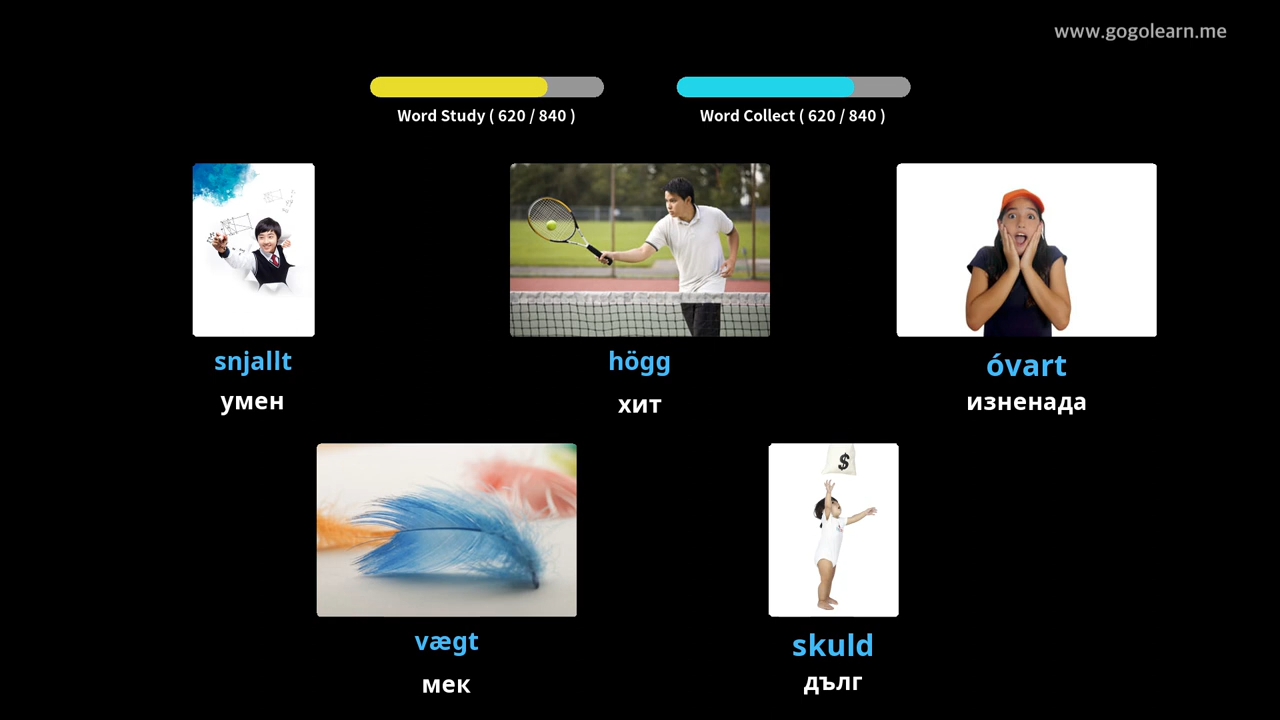 www.gogolearn.me
Word Study ( 620 / 840 )
Word Collect ( 620 / 840 )
snjallt
умен
högg
хит
óvart
изненада
vægt
мек
skuld
дълг
$